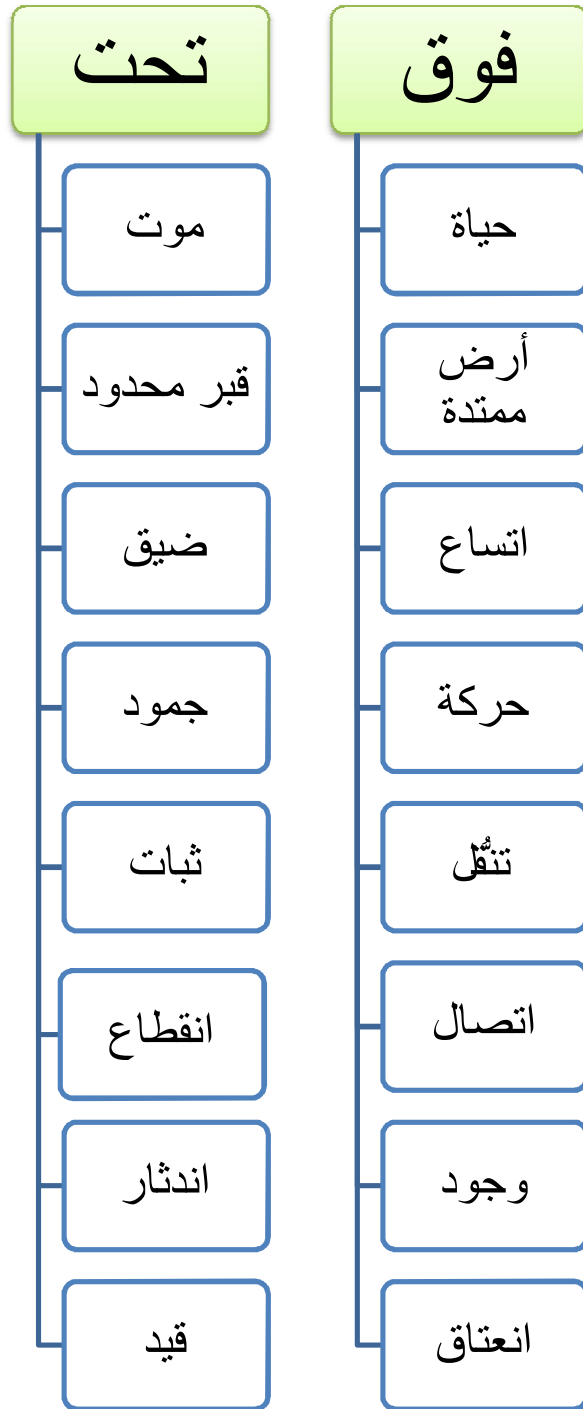 فوق
حياة
أرض
ممتدة
اتساع
حركة
تنقُّل
اتصال
وجود
انعتاق
تحت
موت
قبر محدود
ضيق
جمود
ثبات
انقطاع
اندثار
قيد